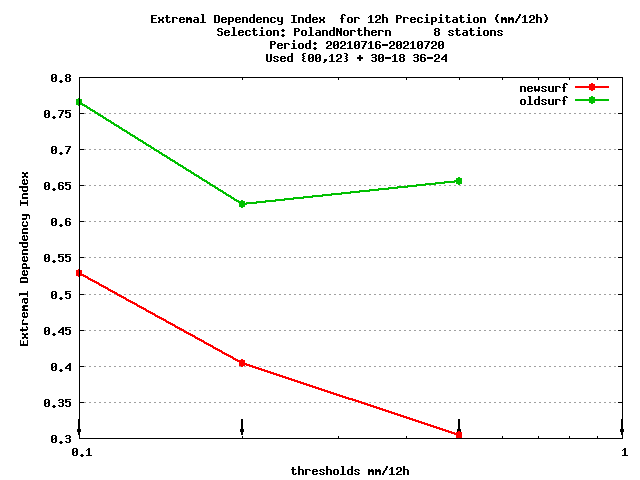 Extremal Dependency Index  for 12h Precipitation (mm/12h)
Selection: PolandNorthern      8 stations
Period: 20210716-20210720
Used {00,12} + 30-18 36-24
newsurf
oldsurf
0.8
0.75
0.7
0.65
0.6
0.55
0.5
0.45
0.4
0.35
0.3
Extremal Dependency Index
0.1 1
thresholds mm/12h